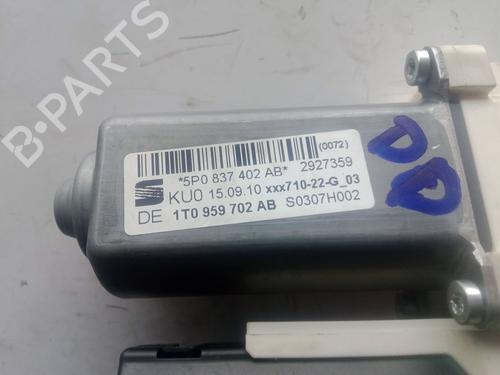 B-PARTS
(0072)
*5P0 837 402 AB* 2927359
KU0 15.09.10 xxx710-22-G_03
DE 1T0 959 702 AB S0307H002
DD